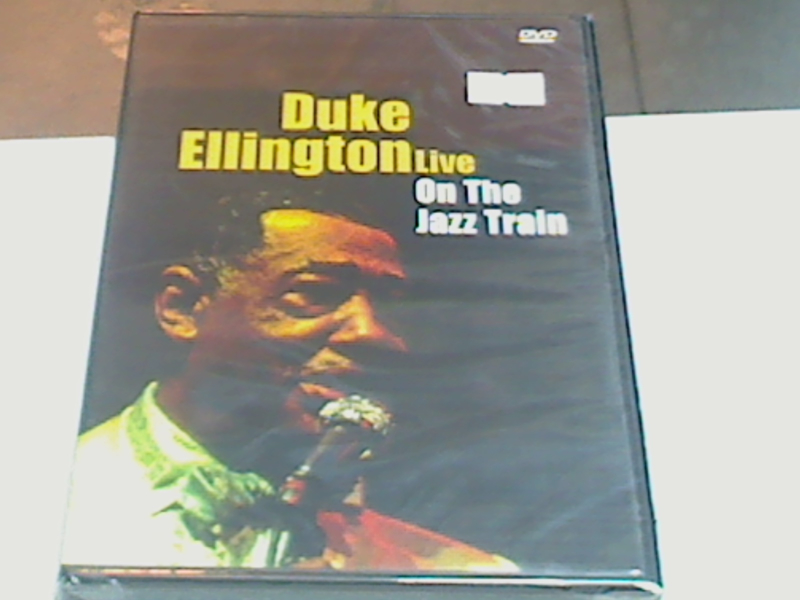 DVD
Duke
Ellington Live
On The
Jazz Train